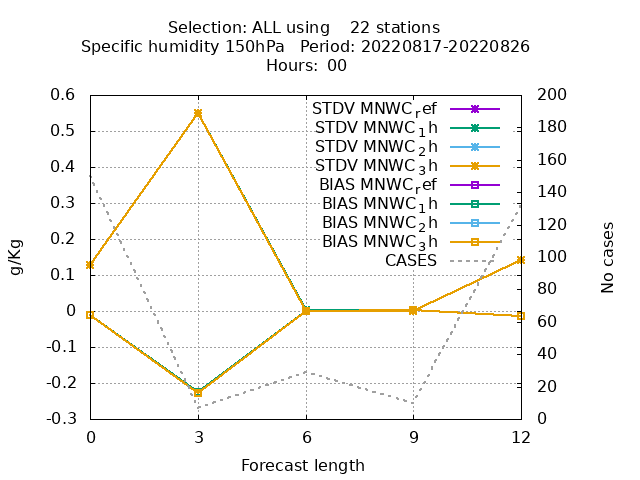 Selection: ALL using    22 stations
Specific humidity 150hPa   Period: 20220817-20220826
Hours:  00
0.6
0.5
0.4
0.3
0.2
0.1
0
-0.1
-0.2
-0.3
200
180
160
140
120
100
80
60
40
20
0
g/Kg
No cases
STDV MNWC_ref
STDV MNWC_1h
STDV MNWC_2h
STDV MNWC_3h
BIAS MNWC_ref
BIAS MNWC_1h
BIAS MNWC_2h
BIAS MNWC_3h
CASES
0 3 6 9 12
Forecast length